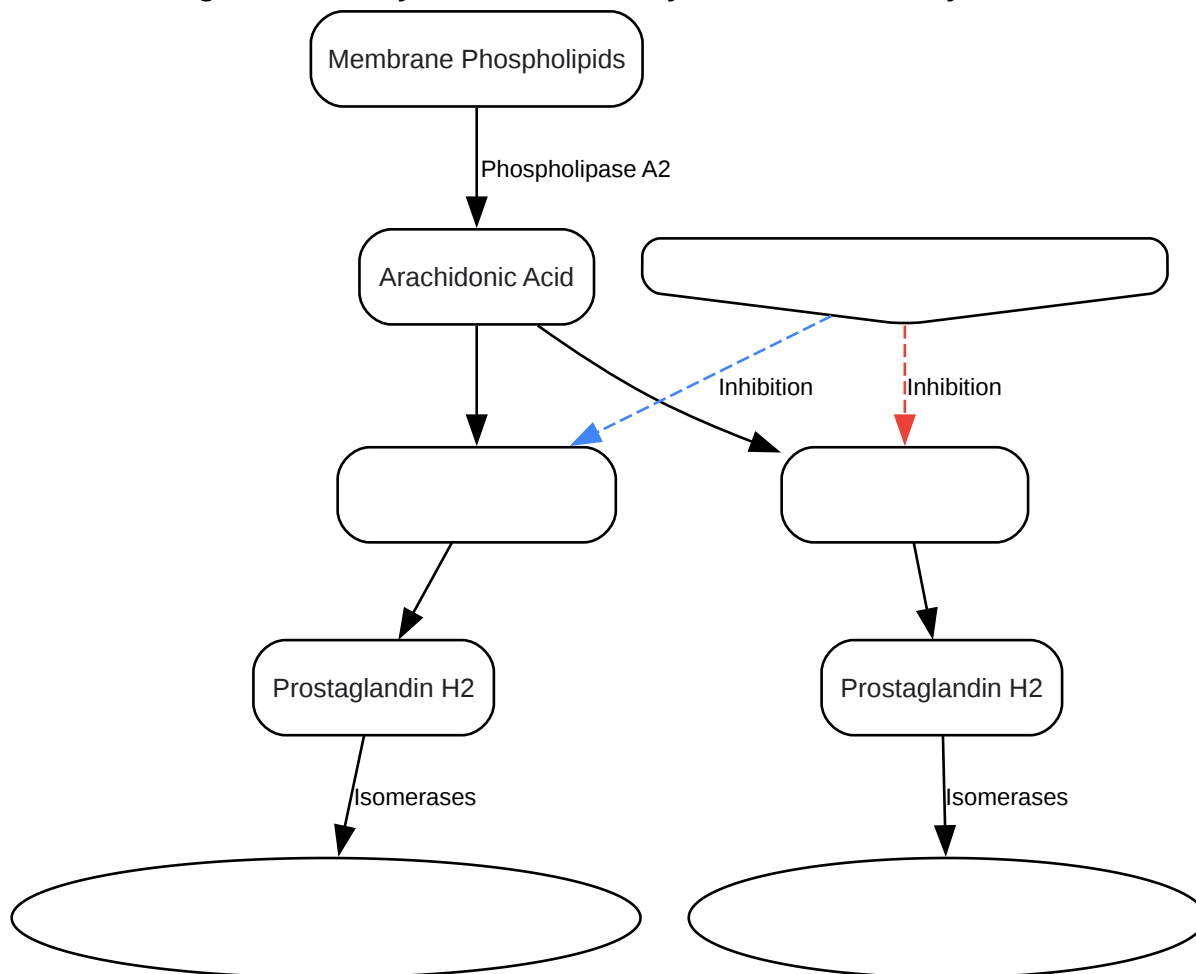 Membrane Phospholipids
Phospholipase A2
Arachidonic Acid
Inhibition
Inhibition
Prostaglandin H2
Prostaglandin H2
Isomerases
Isomerases